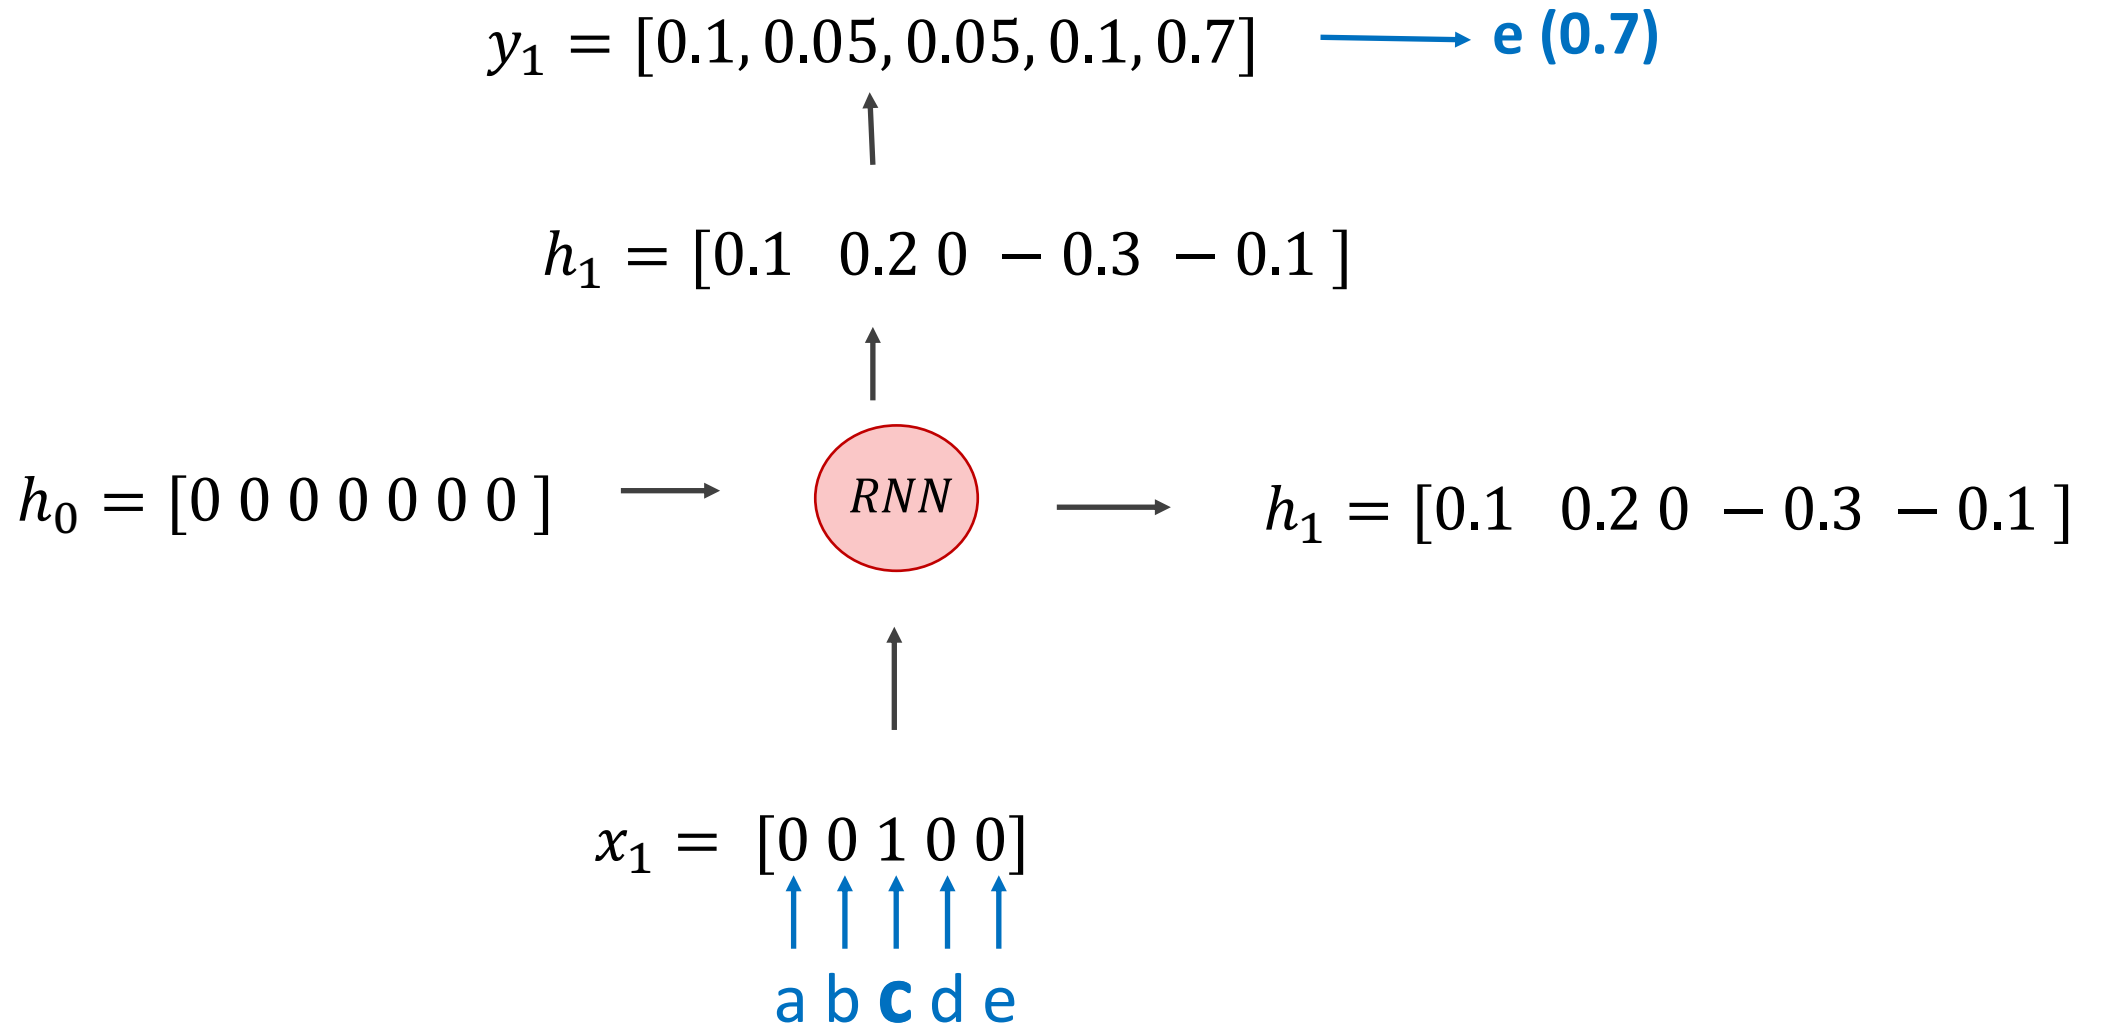 y₁ = [0.1, 0.05, 0.05, 0.1, 0.7] e (0.7)
h₁ = [0.1 0.2 0 − 0.3 − 0.1 ]
h₀ = [0 0 0 0 0 0 0 ] RNN h₁ = [0.1 0.2 0 − 0.3 − 0.1 ]
x₁ = [0 0 1 0 0]
a b c d e